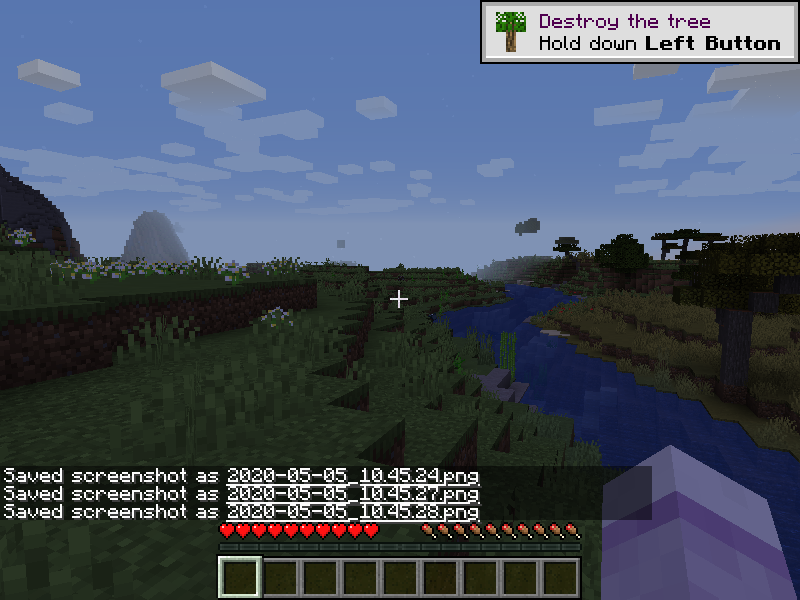 Destroy the tree
Hold down Left Button
Saved screenshot as 2020-05-05_10.45.24.png
Saved screenshot as 2020-05-05_10.45.27.png
Saved screenshot as 2020-05-05_10.45.28.png